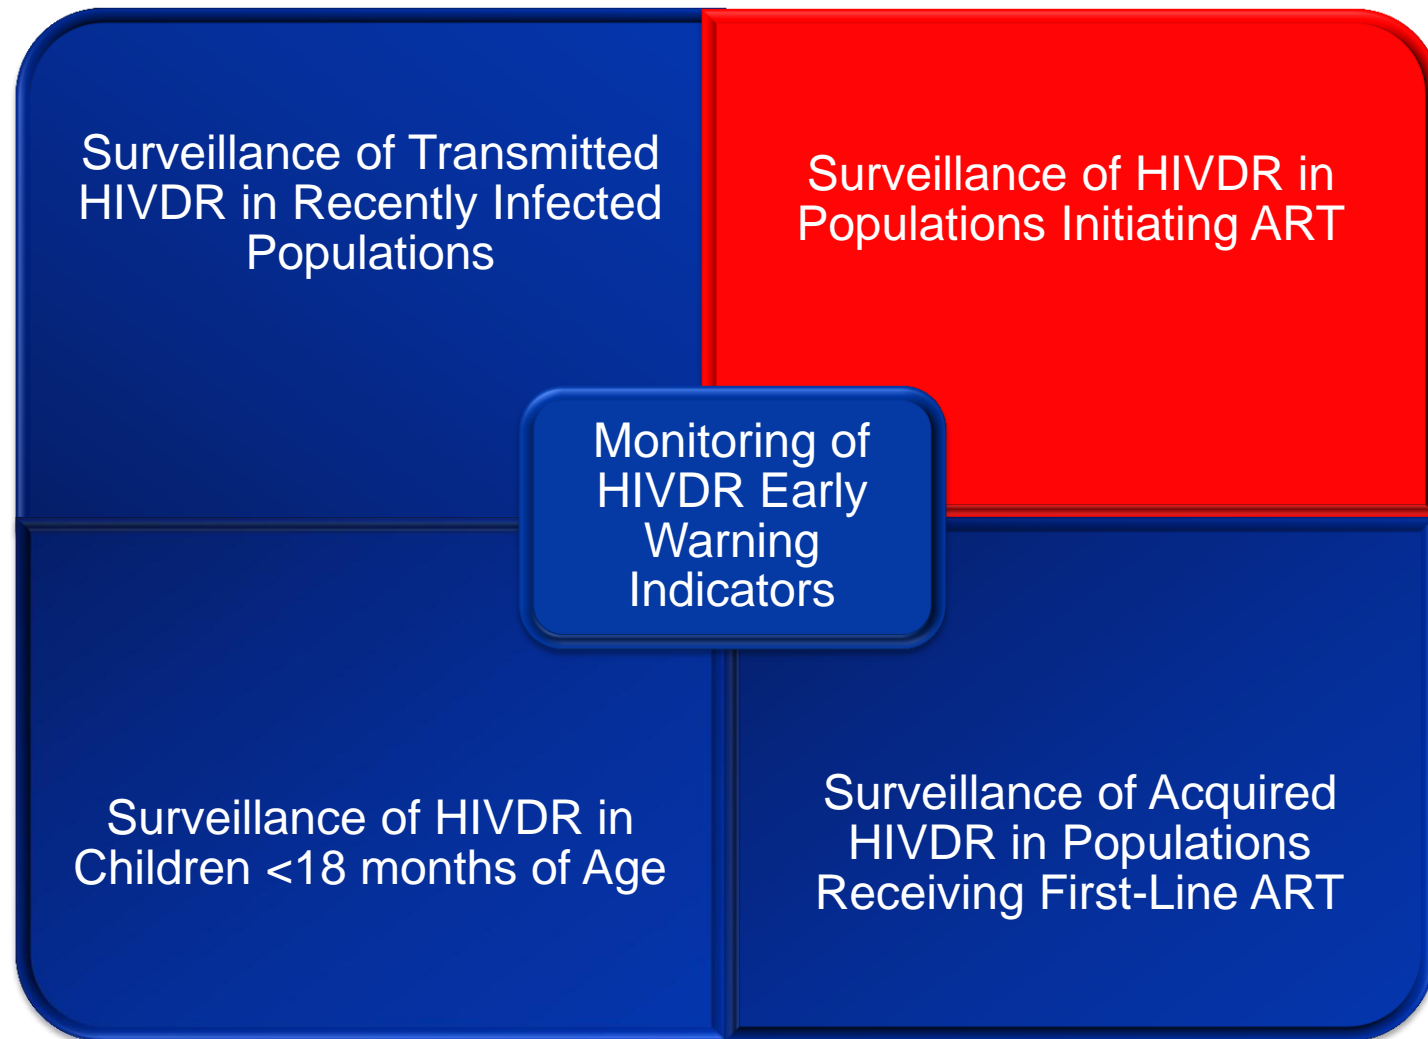 Surveillance of Transmitted
HIVDR in Recently Infected
Populations
Surveillance of HIVDR in
Populations Initiating ART
Monitoring of
HIVDR Early
Warning
Indicators
Surveillance of HIVDR in
Children <18 months of Age
Surveillance of Acquired
HIVDR in Populations
Receiving First-Line ART